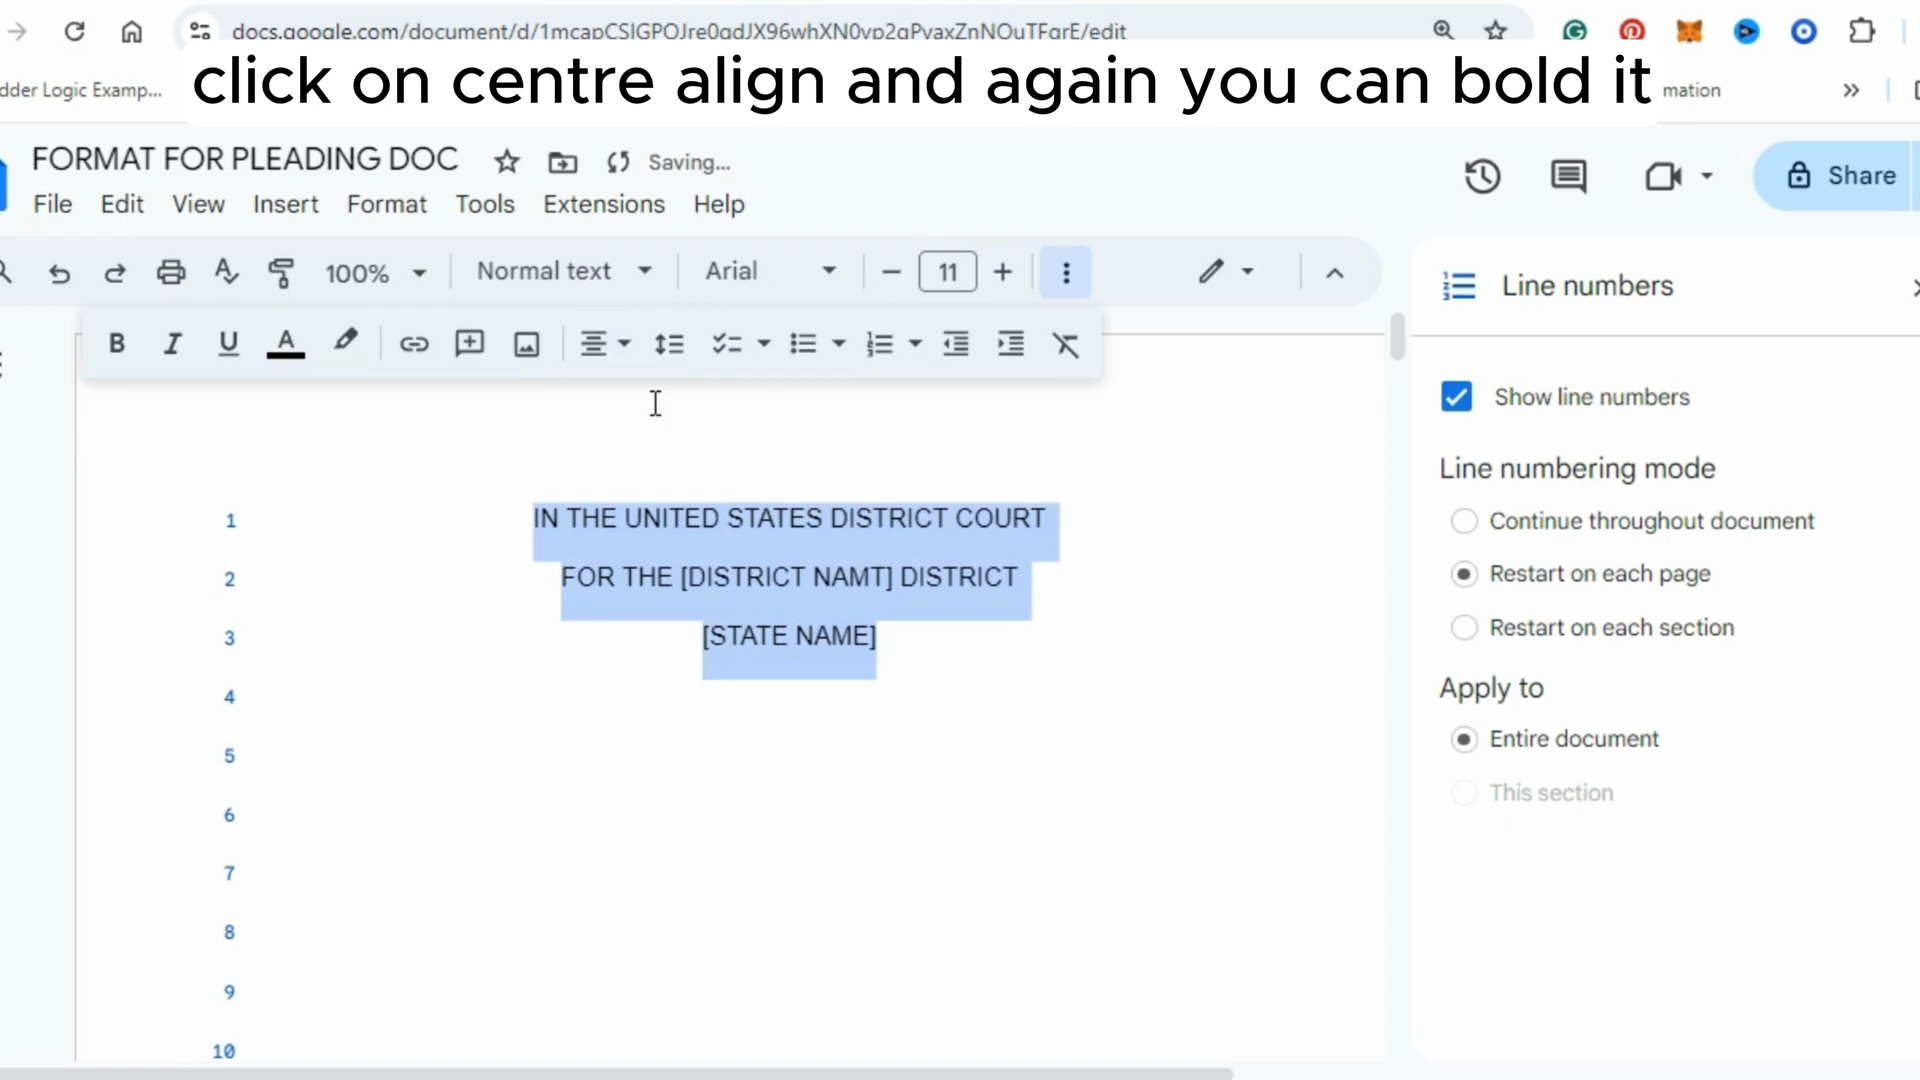 docs.google.com/document/d/1mcapCSIGPOJre0gdJX96whXN0vp2gPyaxZnNOuTFgrE/edit
click on centre align and again you can bold it
dder Logic Examp...
mation
FORMAT FOR PLEADING DOC
Saving...
File Edit View Insert Format Tools Extensions Help
Share
100% Normal text Arial 11
Line numbers
B I U A
Show line numbers
Line numbering mode
1 IN THE UNITED STATES DISTRICT COURT
Continue throughout document
2 FOR THE [DISTRICT NAMT] DISTRICT
Restart on each page
3 [STATE NAME]
Restart on each section
4
Apply to
5
Entire document
6
This section
7
8
9
10